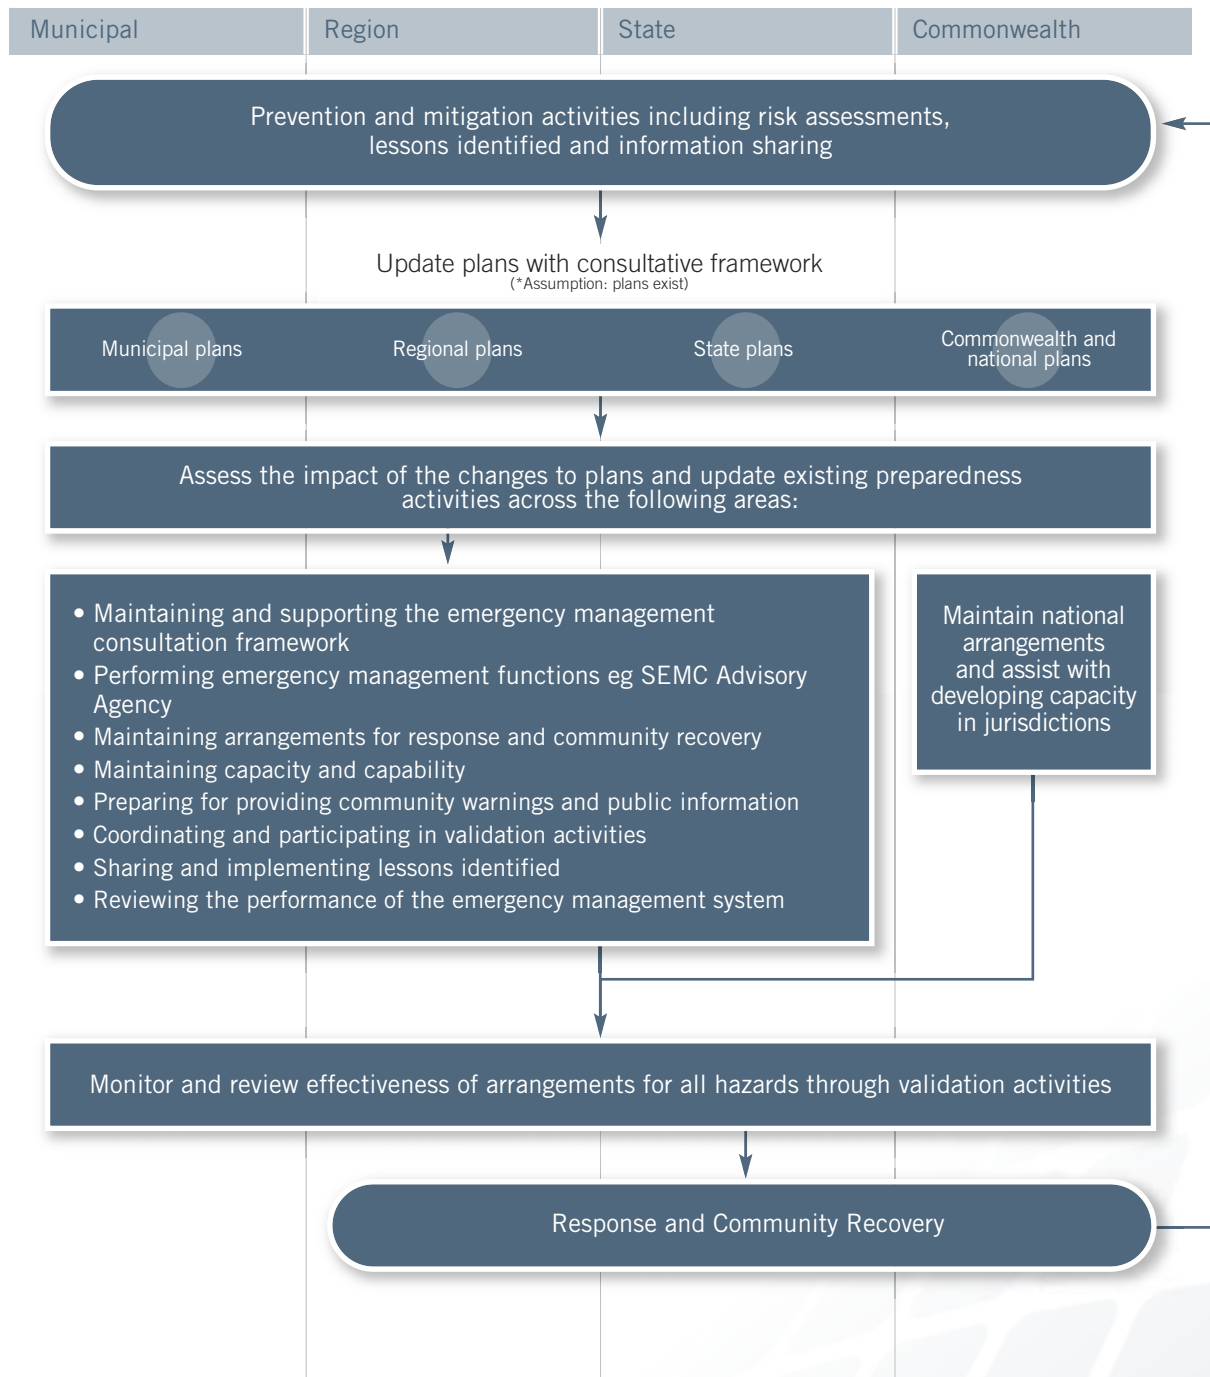 Municipal
Region
State
Commonwealth
Prevention and mitigation activities including risk assessments,
lessons identified and information sharing
Update plans with consultative framework
(*Assumption: plans exist)
Municipal plans
Regional plans
State plans
Commonwealth and
national plans
Assess the impact of the changes to plans and update existing preparedness
activities across the following areas:
• Maintaining and supporting the emergency management
consultation framework
• Performing emergency management functions eg SEMC Advisory
Agency
• Maintaining arrangements for response and community recovery
• Maintaining capacity and capability
• Preparing for providing community warnings and public information
• Coordinating and participating in validation activities
• Sharing and implementing lessons identified
• Reviewing the performance of the emergency management system
Maintain national
arrangements
and assist with
developing capacity
in jurisdictions
Monitor and review effectiveness of arrangements for all hazards through validation activities
Response and Community Recovery